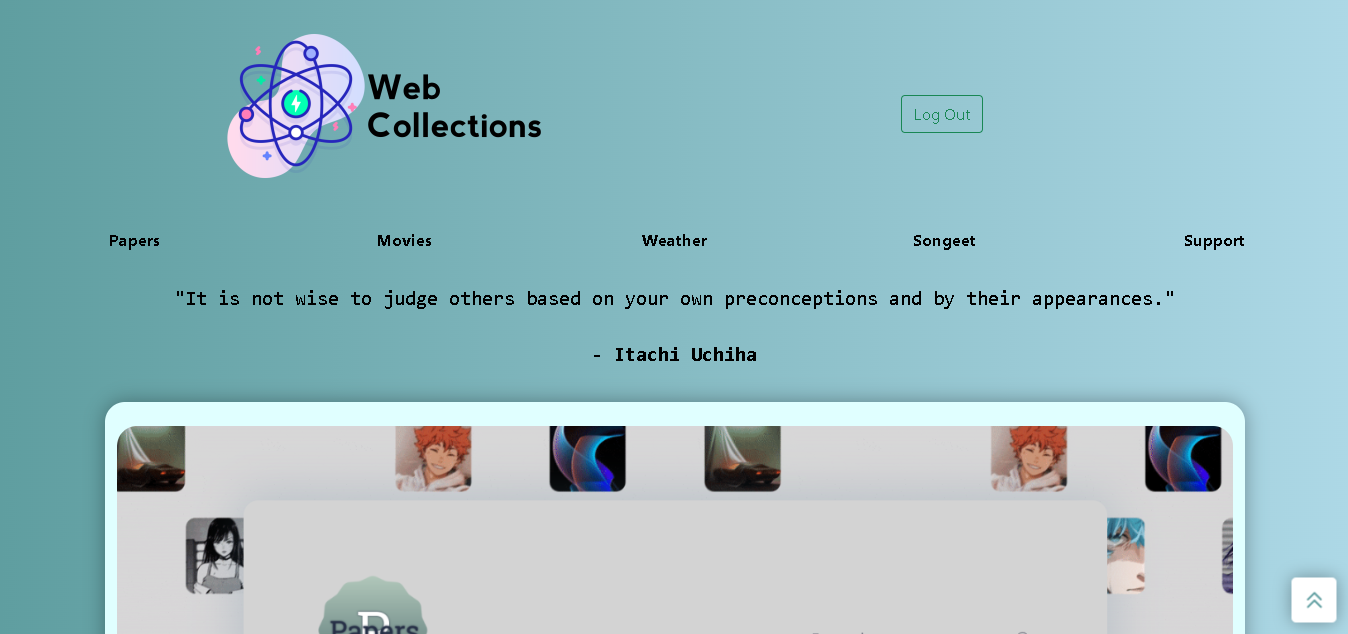 Web
Collections
Log Out
Papers
Movies
Weather
Songeet
Support
"It is not wise to judge others based on your own preconceptions and by their appearances."
- Itachi Uchiha
Papers